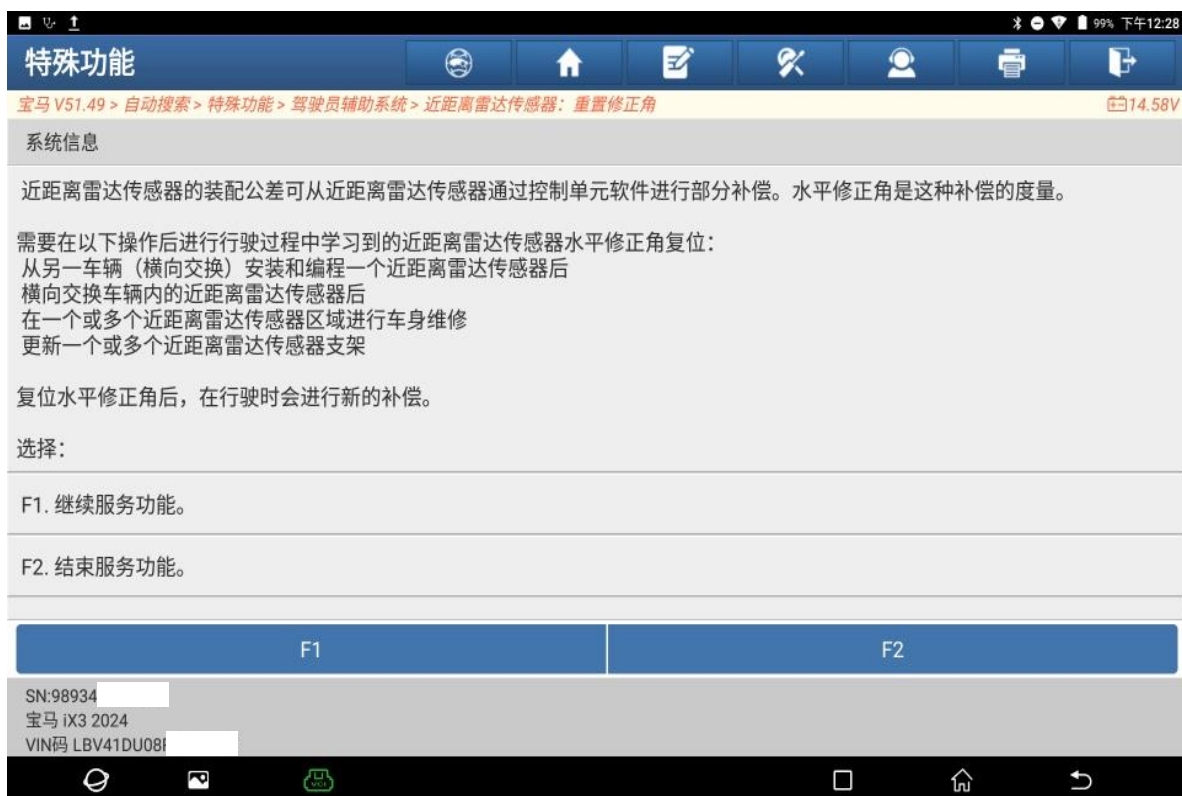 99% 下午12:28
特殊功能
宝马 V51.49 > 自动搜索 > 特殊功能 > 驾驶员辅助系统 > 近距离雷达传感器：重置修正角
14.58V
系统信息
近距离雷达传感器的装配公差可从近距离雷达传感器通过控制单元软件进行部分补偿。水平修正角是这种补偿的度量。
需要在以下操作后进行行驶过程中学习到的近距离雷达传感器水平修正角复位：
从另一车辆（横向交换）安装和编程一个近距离雷达传感器后
横向交换车辆内的近距离雷达传感器后
在一个或多个近距离雷达传感器区域进行车身维修
更新一个或多个近距离雷达传感器支架
复位水平修正角后，在行驶时会进行新的补偿。
选择：
F1. 继续服务功能。
F2. 结束服务功能。
F1
F2
SN:98934
宝马 iX3 2024
VIN码 LBV41DU08
VCI